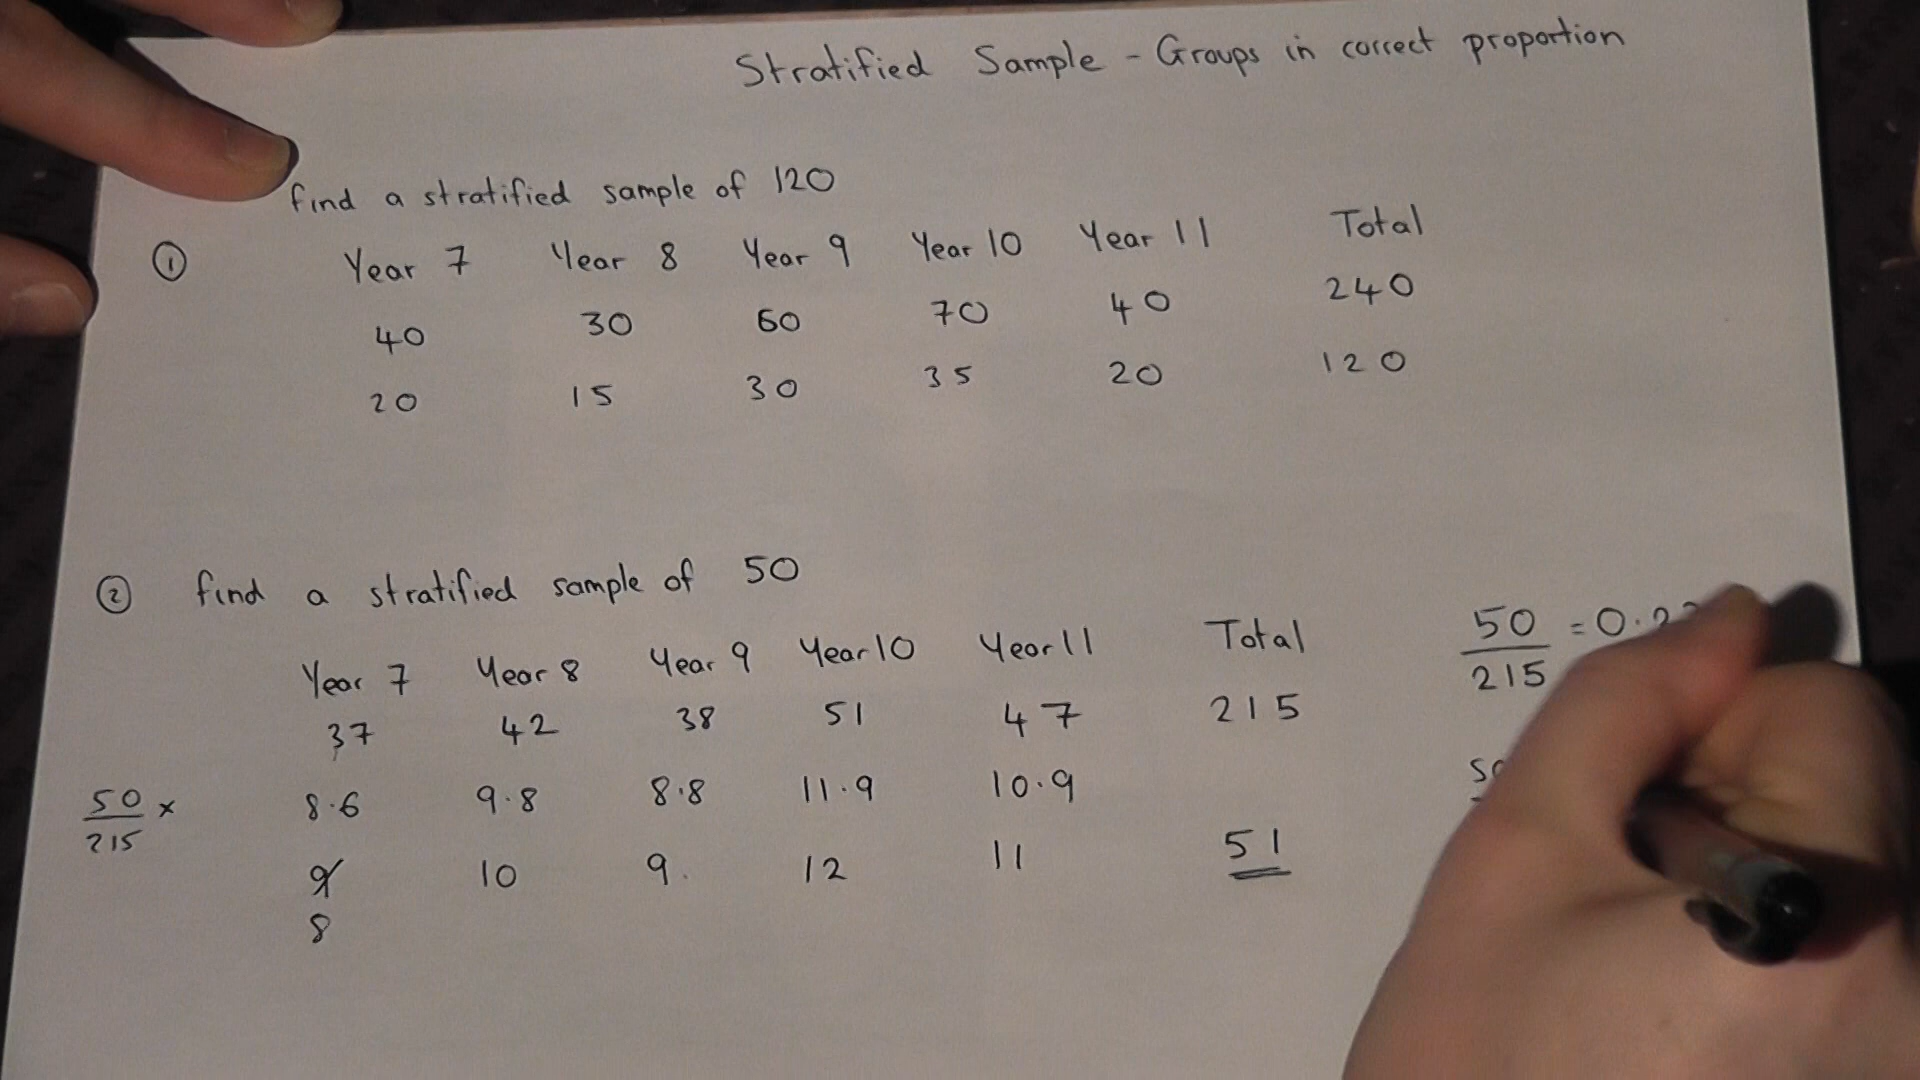 Stratified Sample - Groups in correct proportion
find a stratified sample of 120
① Year 7 Year 8 Year 9 Year 10 Year 11 Total
40 30 60 70 40 240
20 15 30 35 20 120
② find a stratified sample of 50
Year 7 Year 8 Year 9 Year 10 Year 11 Total
37 42 38 51 47 215
50/215 × 8.6 9.8 8.8 11.9 10.9
9 10 9. 12 11 51
8
50/215 = 0.2